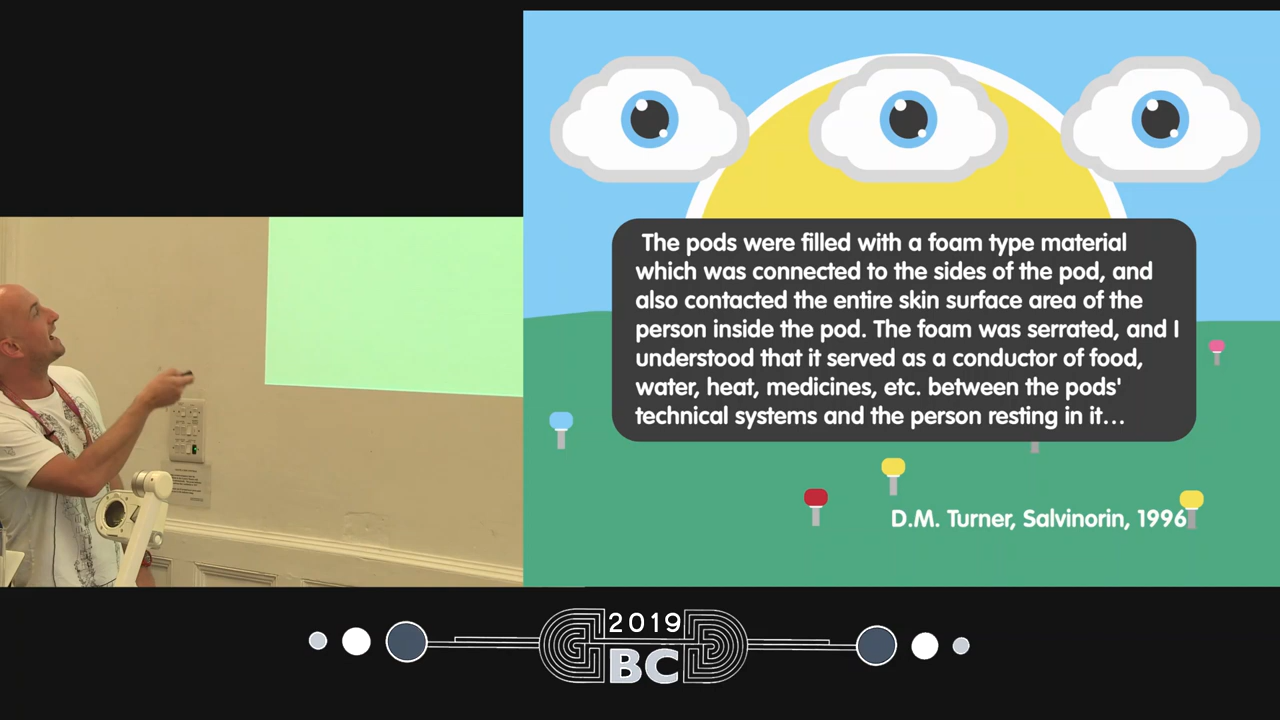 The pods were filled with a foam type material
which was connected to the sides of the pod, and
also contacted the entire skin surface area of the
person inside the pod. The foam was serrated, and I
understood that it served as a conductor of food,
water, heat, medicines, etc. between the pods'
technical systems and the person resting in it...
D.M. Turner, Salvinorin, 1996
2019
BC